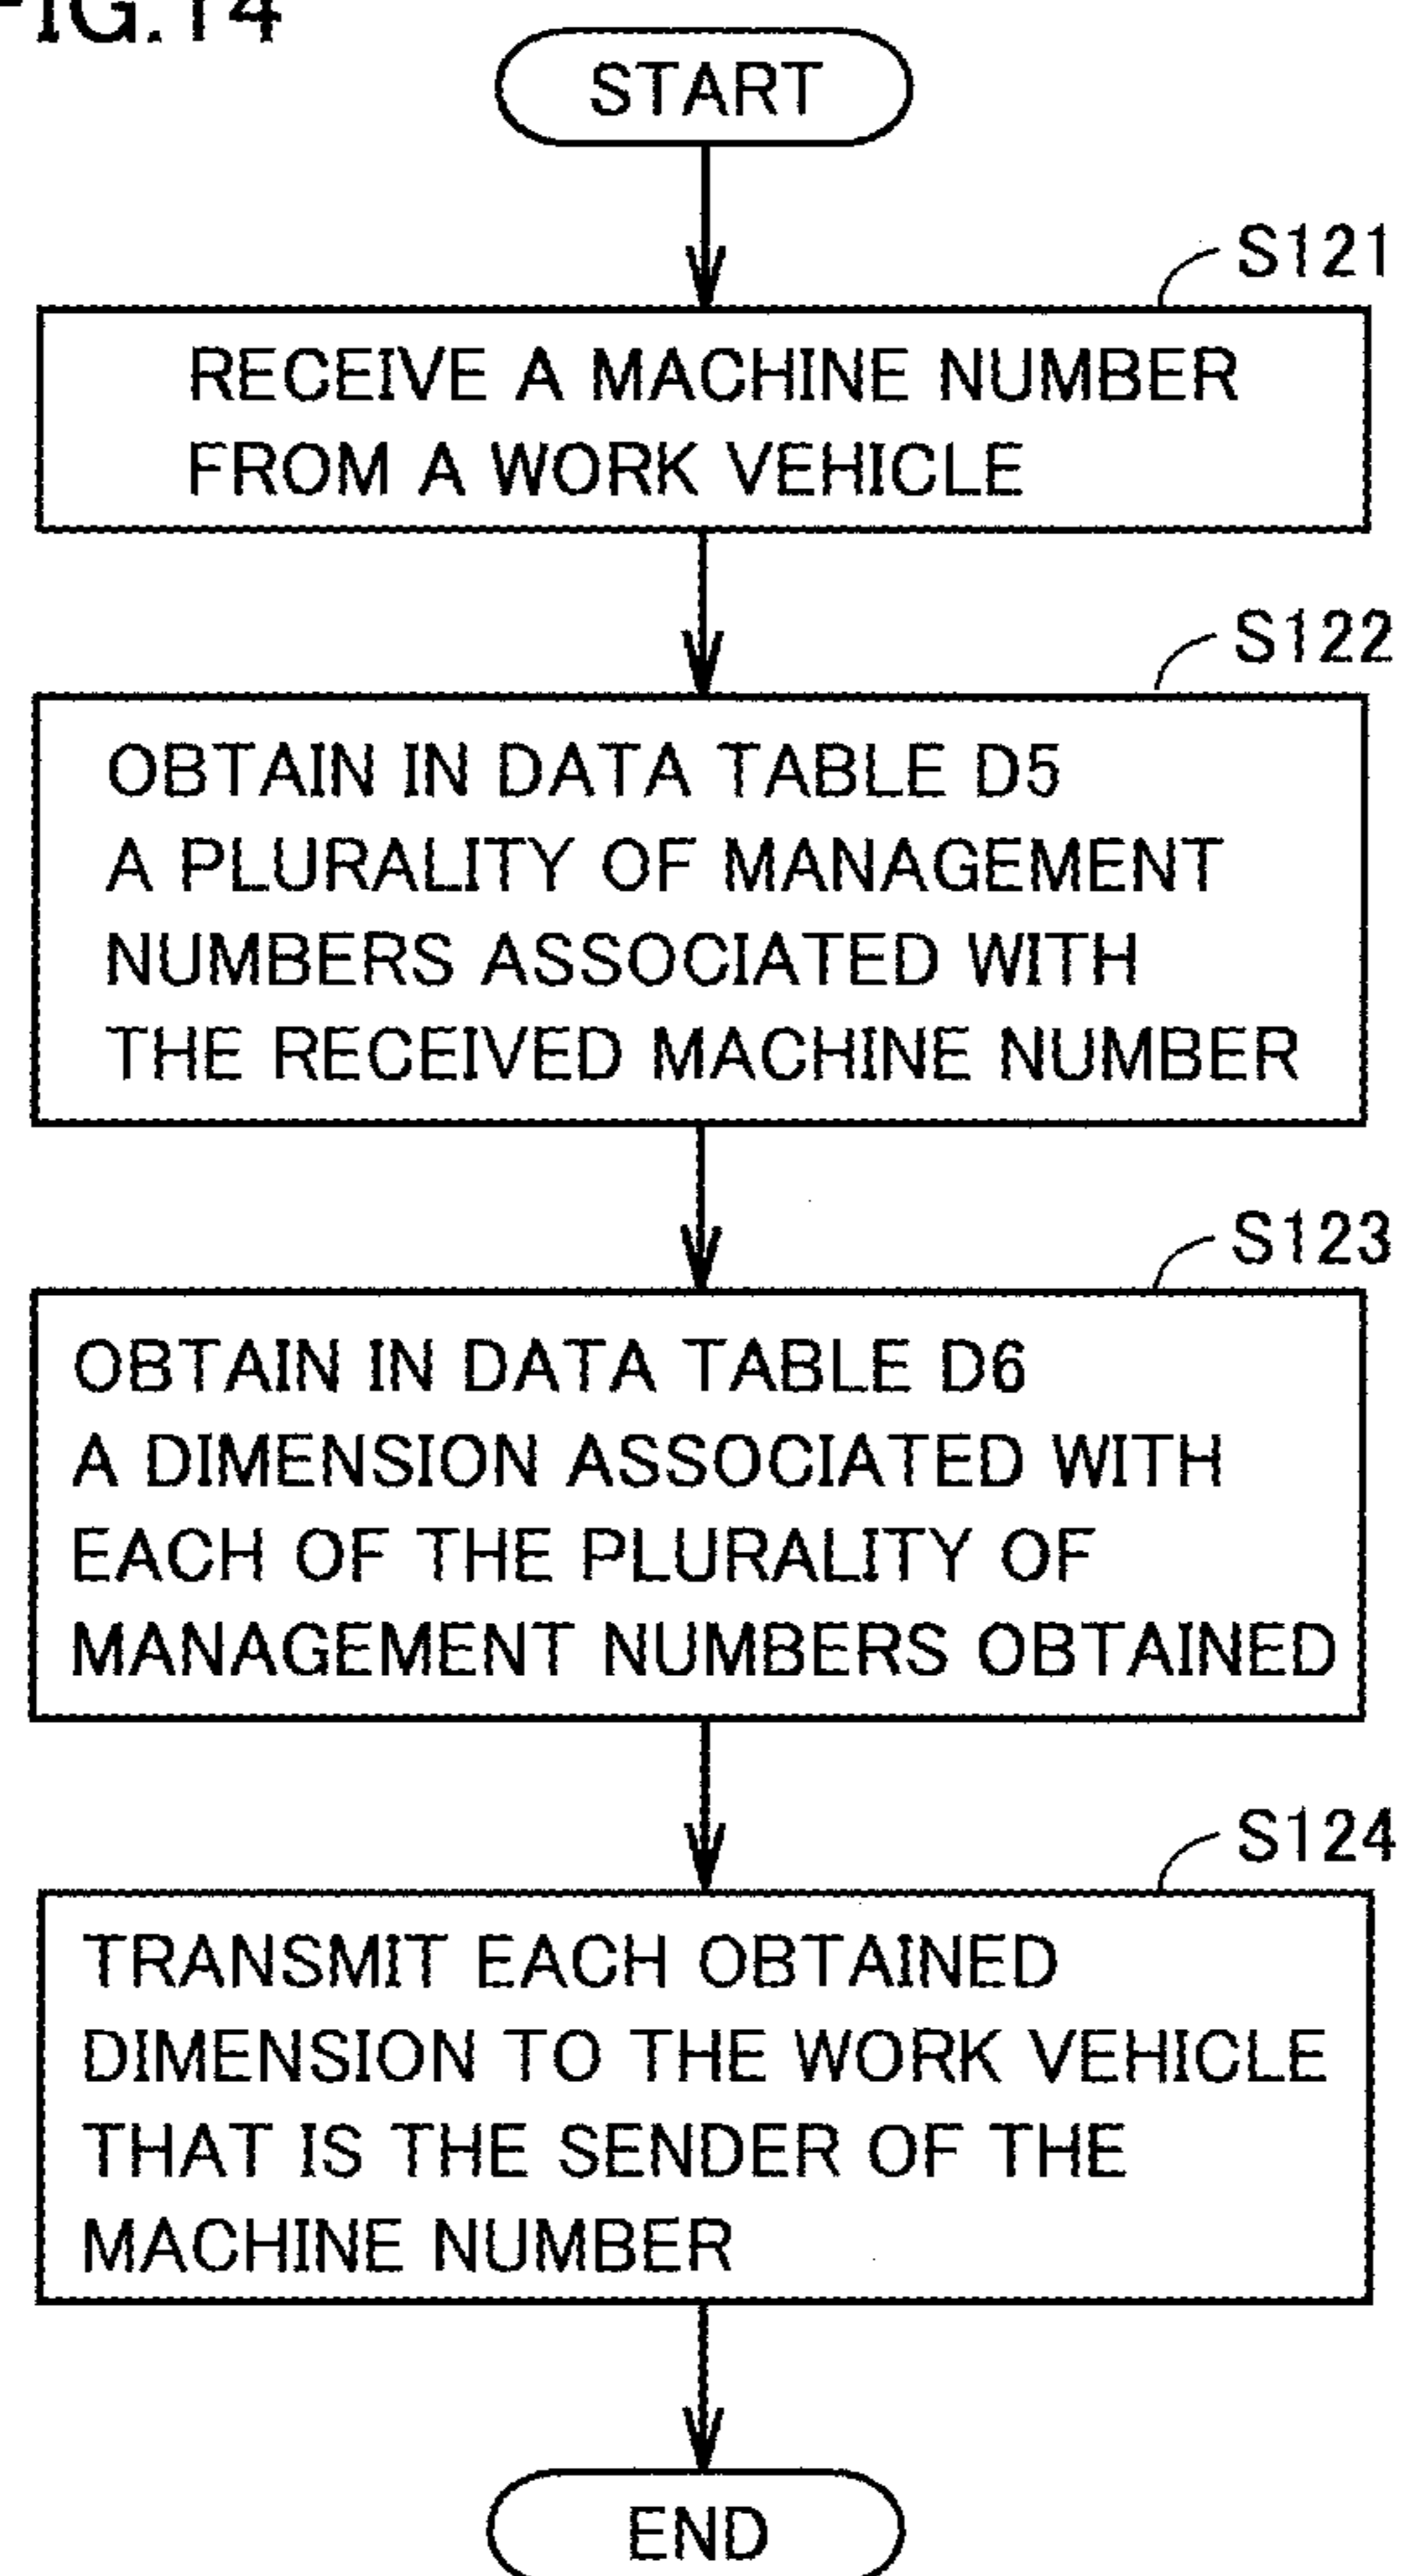 FIG.14
START
S121
RECEIVE A MACHINE NUMBER
FROM A WORK VEHICLE
S122
OBTAIN IN DATA TABLE D5
A PLURALITY OF MANAGEMENT
NUMBERS ASSOCIATED WITH
THE RECEIVED MACHINE NUMBER
S123
OBTAIN IN DATA TABLE D6
A DIMENSION ASSOCIATED WITH
EACH OF THE PLURALITY OF
MANAGEMENT NUMBERS OBTAINED
S124
TRANSMIT EACH OBTAINED
DIMENSION TO THE WORK VEHICLE
THAT IS THE SENDER OF THE
MACHINE NUMBER
END